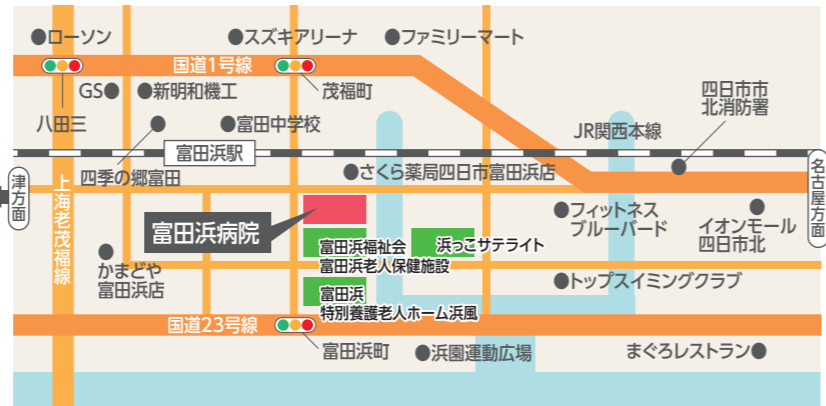 ●ローソン
●スズキアリーナ
●ファミリーマート
国道1号線
GS●
●新明和機工
茂福町
四日市市
北消防署
八田三
●富田中学校
JR関西本線
富田浜駅
四季の郷富田
●さくら薬局四日市富田浜店
名古屋方面
津方面
上海老茂福線
富田浜病院
●フィットネス
ブルーバード
イオンモール
四日市北
富田浜福祉会
富田浜老人保健施設
浜っこサテライト
かまどや
富田浜店
●トップスイミングクラブ
富田浜
特別養護老人ホーム浜風
国道23号線
富田浜町
●浜園運動広場
まぐろレストラン●